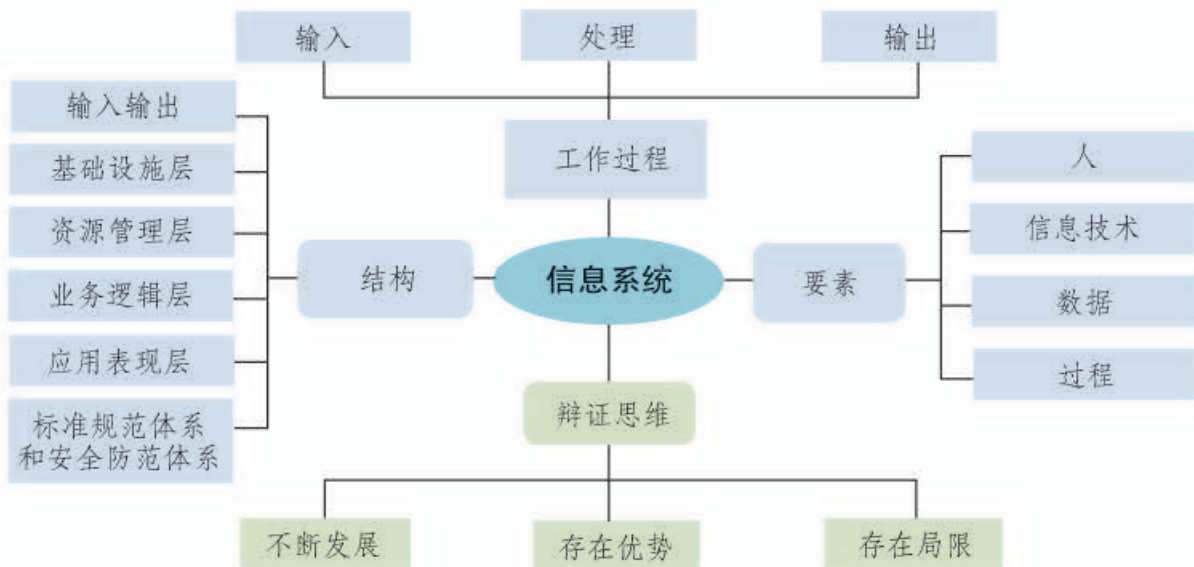 输入
处理
输出
工作过程
输入输出
基础设施层
资源管理层
业务逻辑层
应用表现层
标准规范体系
和安全防范体系
结构
信息系统
要素
人
信息技术
数据
过程
辩证思维
不断发展
存在优势
存在局限